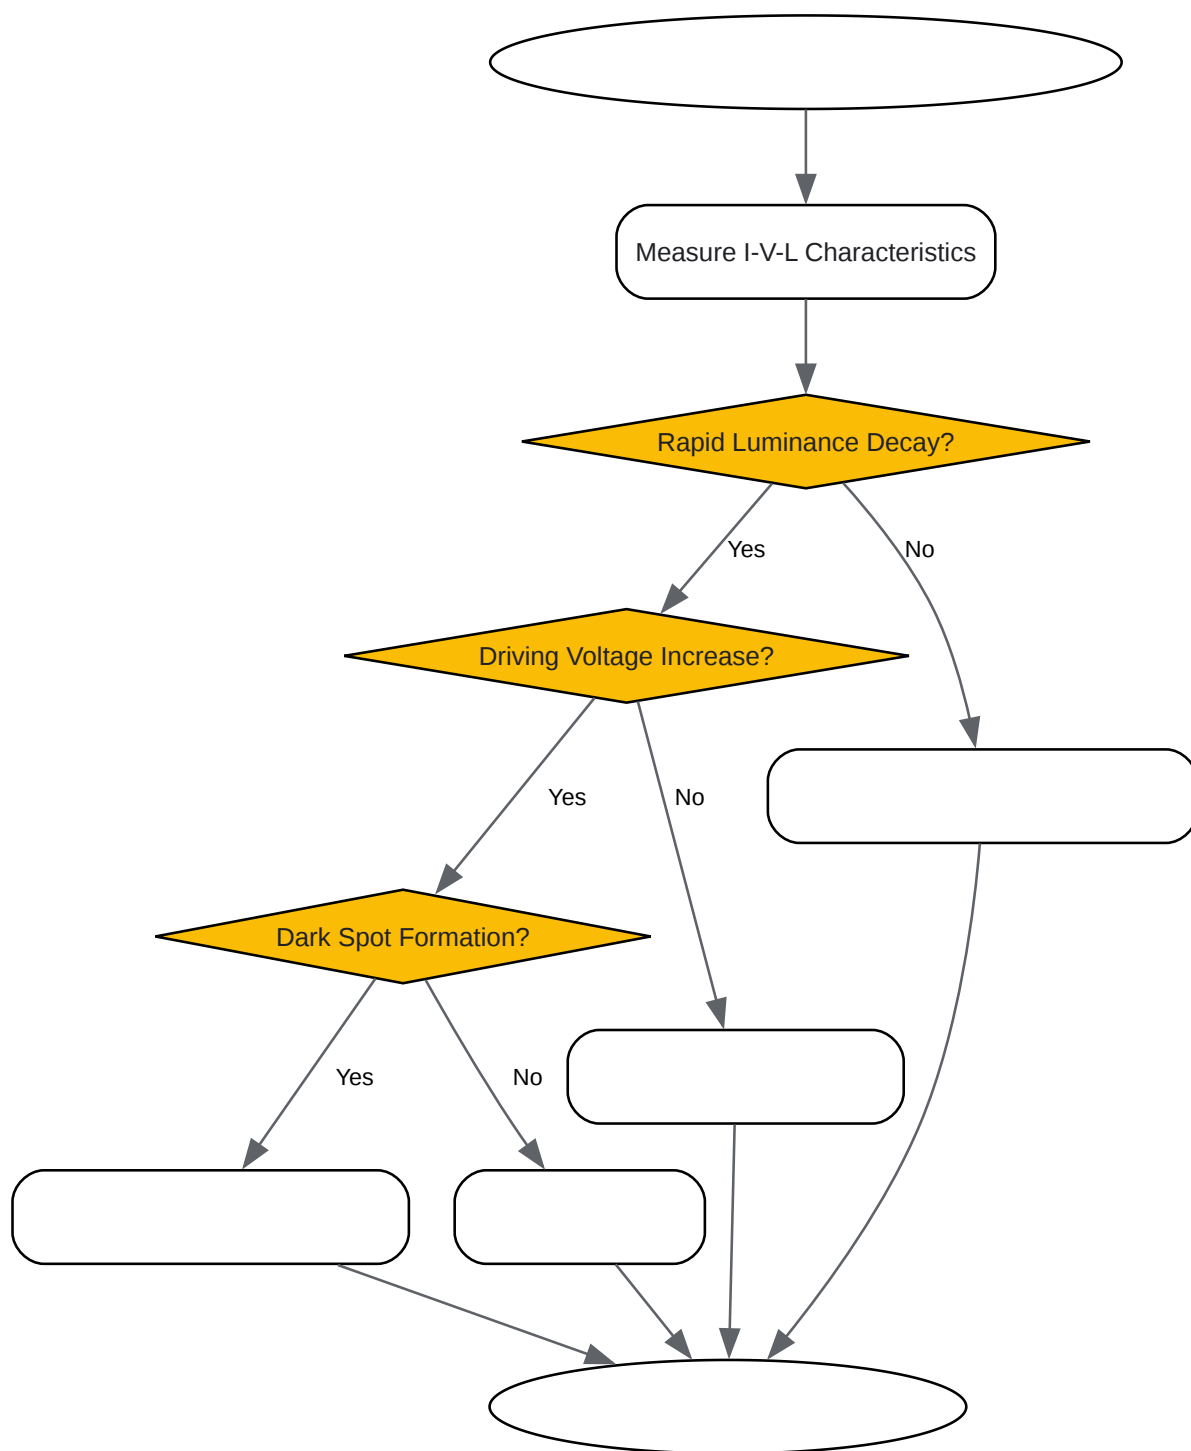 Measure I-V-L Characteristics
Rapid Luminance Decay?
Yes
No
Driving Voltage Increase?
Yes
No
Dark Spot Formation?
Yes
No